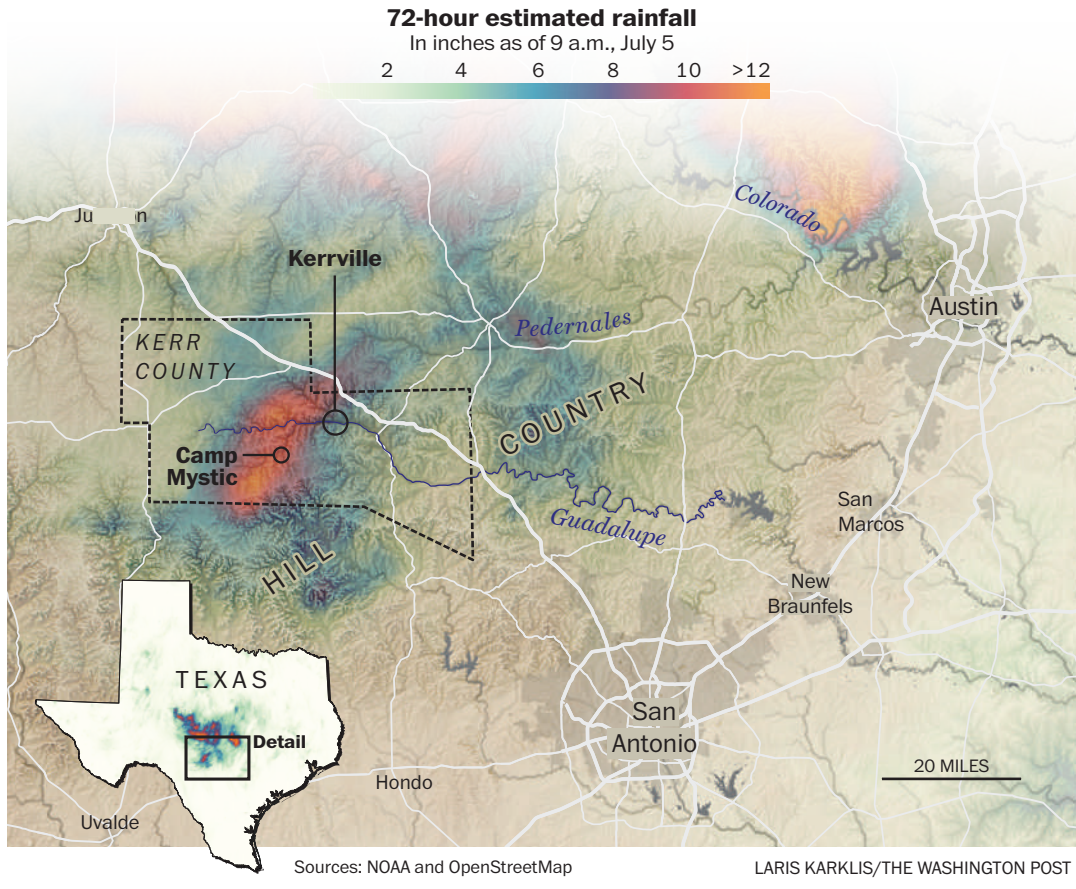 72-hour estimated rainfall
In inches as of 9 a.m., July 5
2 4 6 8 10 >12
Colorado
Kerrville
Austin
Pedernales
KERR
COUNTY
COUNTRY
Camp
Mystic
San
Marcos
Guadalupe
HILL
New
Braunfels
TEXAS
San
Antonio
Detail
20 MILES
Hondo
Uvalde
Sources: NOAA and OpenStreetMap
LARIS KARKLIS/THE WASHINGTON POST